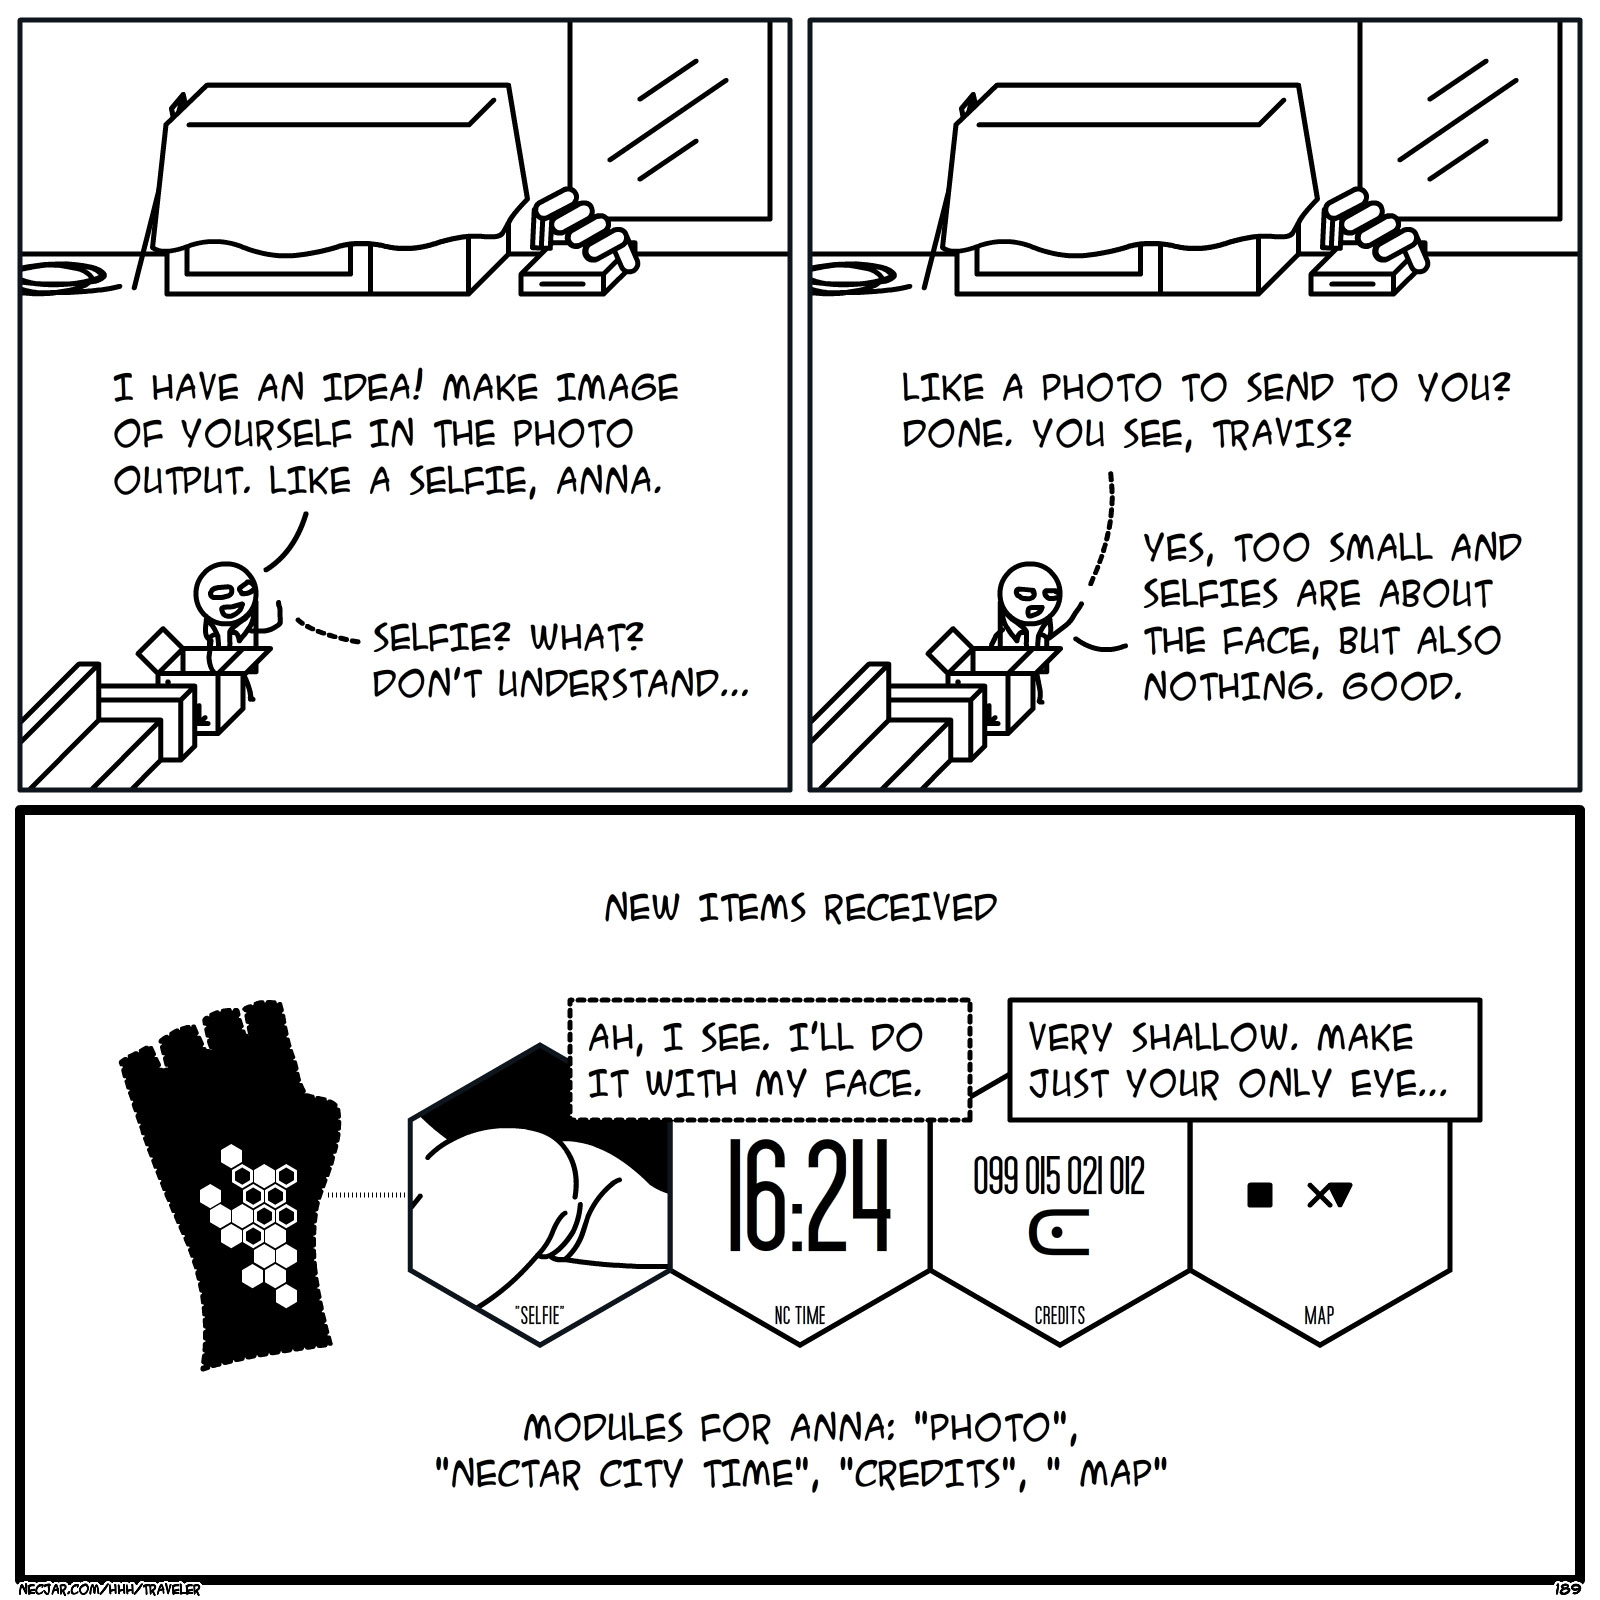 I HAVE AN IDEA! MAKE IMAGE
OF YOURSELF IN THE PHOTO
OUTPUT. LIKE A SELFIE, ANNA.
SELFIE? WHAT?
DON'T UNDERSTAND...
LIKE A PHOTO TO SEND TO YOU?
DONE. YOU SEE, TRAVIS?
YES, TOO SMALL AND
SELFIES ARE ABOUT
THE FACE, BUT ALSO
NOTHING. GOOD.
NEW ITEMS RECEIVED
AH, I SEE. I'LL DO
IT WITH MY FACE.
VERY SHALLOW. MAKE
JUST YOUR ONLY EYE...
"SELFIE"
16:24
NC TIME
099 015 021 012
CREDITS
MAP
MODULES FOR ANNA: "PHOTO",
"NECTAR CITY TIME", "CREDITS", " MAP"
NECJAR.COM/HHH/TRAVELER
189